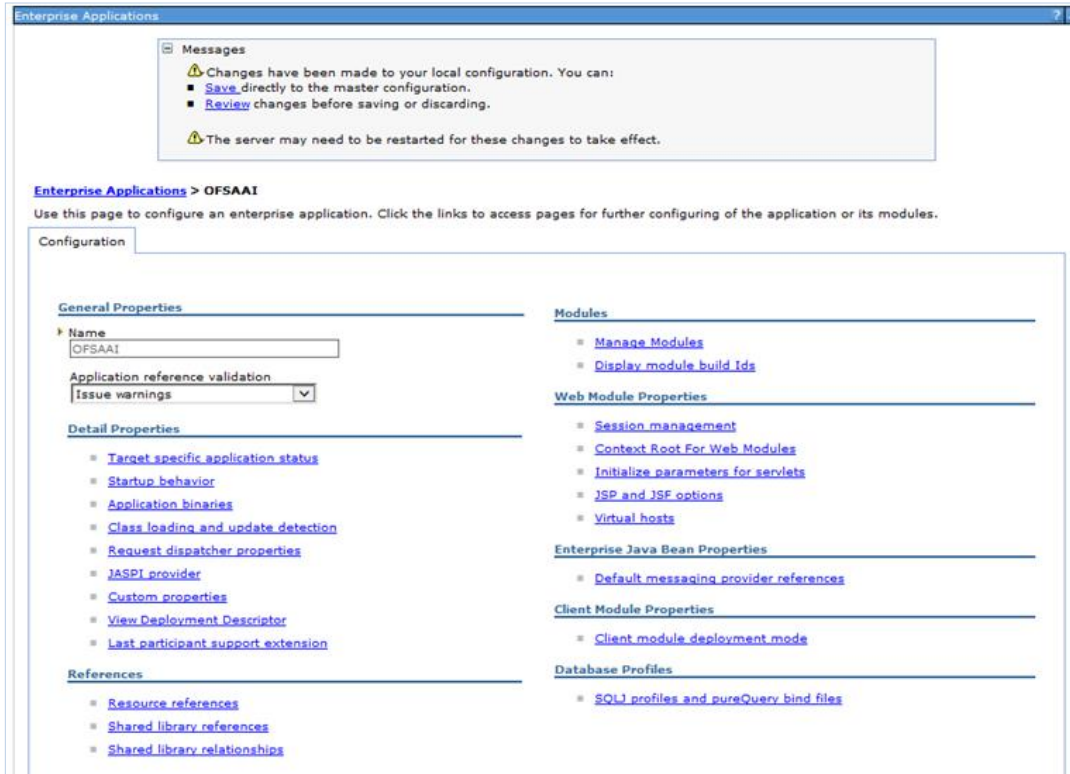 Enterprise Applications
?
Messages
Changes have been made to your local configuration. You can:
Save directly to the master configuration.
Review changes before saving or discarding.
The server may need to be restarted for these changes to take effect.
Enterprise Applications > OFSAAI
Use this page to configure an enterprise application. Click the links to access pages for further configuring of the application or its modules.
Configuration
General Properties
Name
OFSAAI
Application reference validation
Issue warnings
Detail Properties
Target specific application status
Startup behavior
Application binaries
Class loading and update detection
Request dispatcher properties
JASPI provider
Custom properties
View Deployment Descriptor
Last participant support extension
References
Resource references
Shared library references
Shared library relationships
Modules
Manage Modules
Display module build Ids
Web Module Properties
Session management
Context Root For Web Modules
Initialize parameters for servlets
JSP and JSF options
Virtual hosts
Enterprise Java Bean Properties
Default messaging provider references
Client Module Properties
Client module deployment mode
Database Profiles
SQLJ profiles and pureQuery bind files